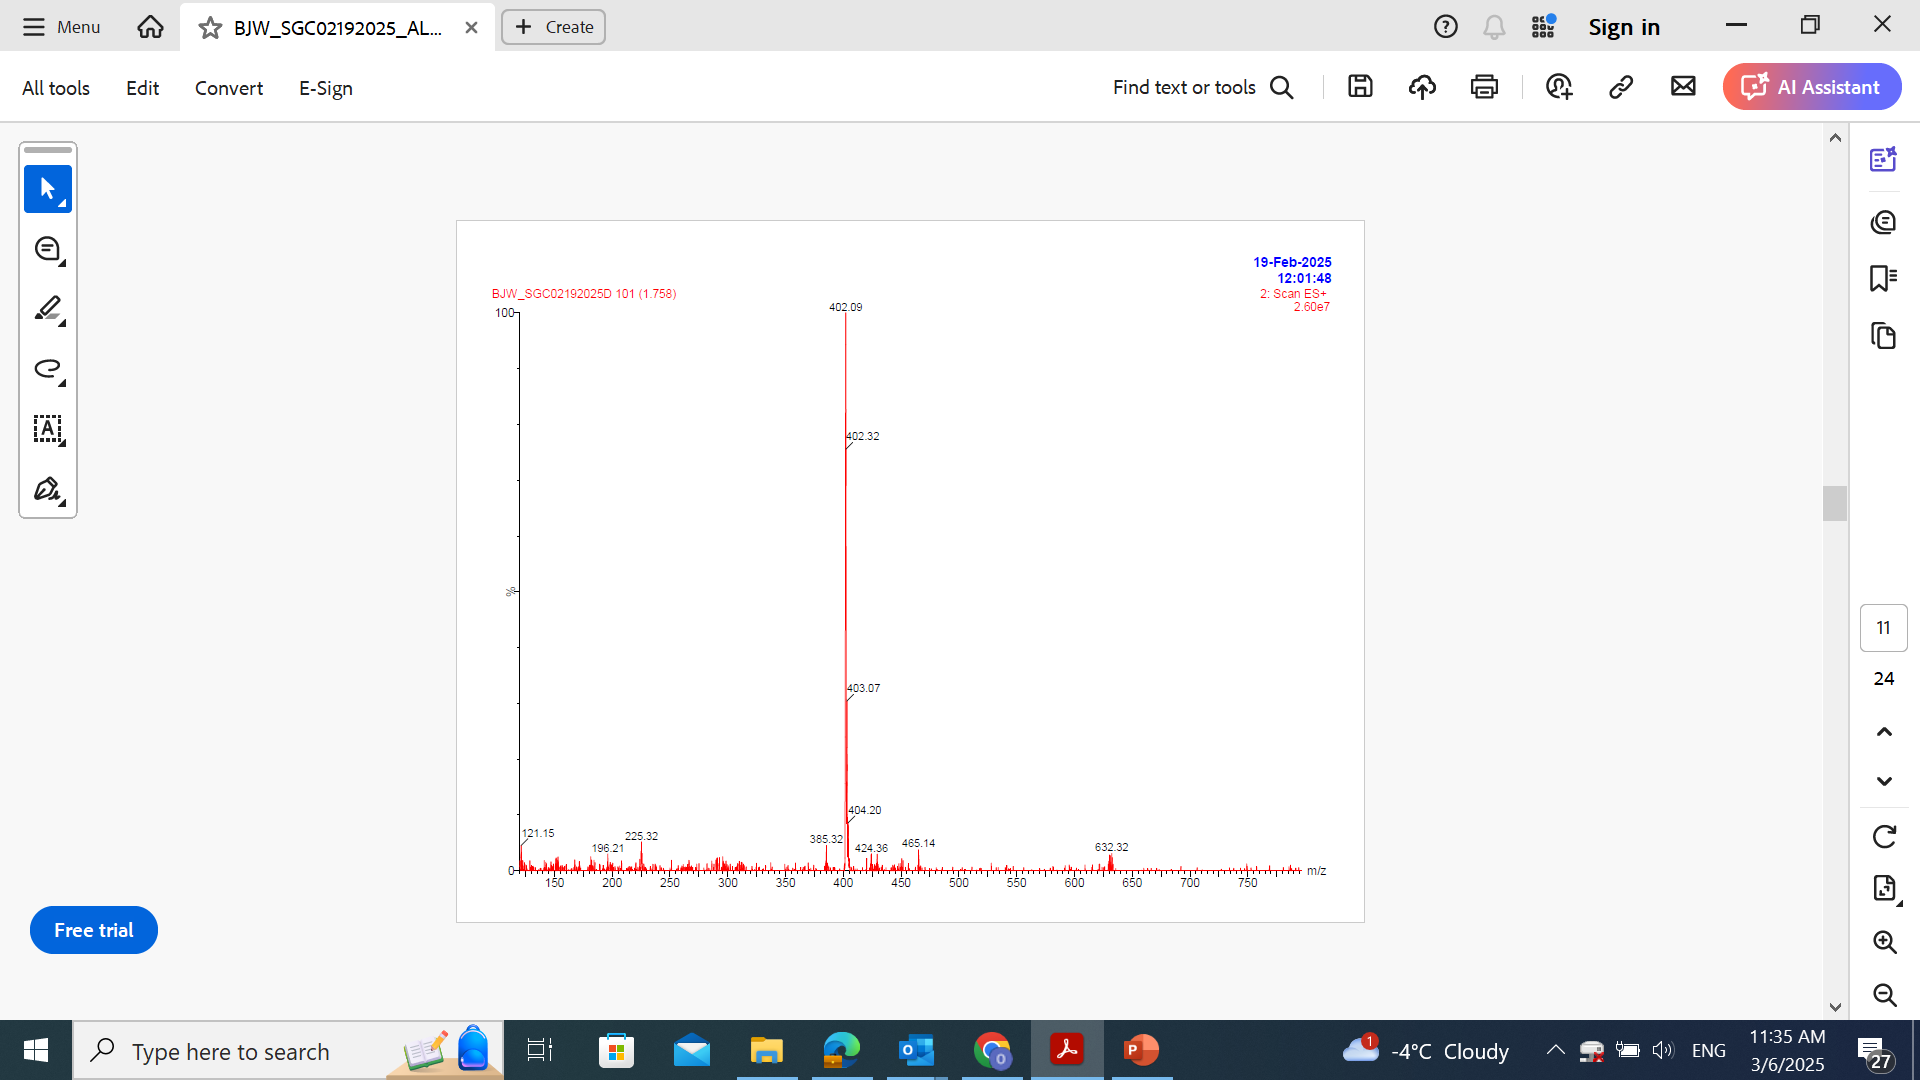 Menu
BJW_SGC02192025_AL...
Create
Sign in
All tools
Edit
Convert
E-Sign
Find text or tools
AI Assistant
19-Feb-2025
12:01:48
BJW_SGC02192025D 101 (1.758)
2: Scan ES+
2.60e7
100
402.09
402.32
%
403.07
404.20
121.15
196.21
225.32
385.32
424.36
465.14
632.32
0
150
200
250
300
350
400
450
500
550
600
650
700
750
m/z
11
24
Free trial
A
Type here to search
1
-4°C Cloudy
ENG
11:35 AM
3/6/2025
27